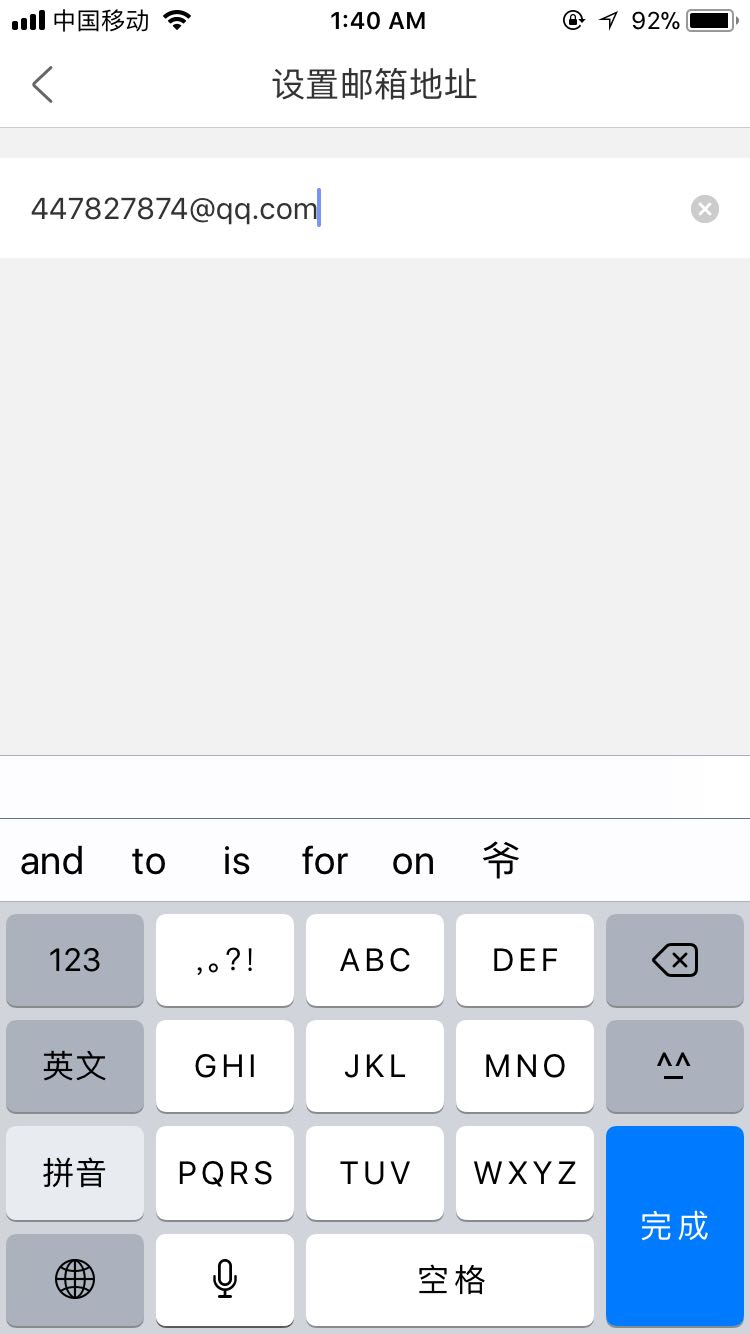 中国移动 1:40 AM 92%
设置邮箱地址
447827874@qq.com
and to is for on 爷
123 ,。?! ABC DEF
英文 GHI JKL MNO ^^
拼音 PQRS TUV WXYZ
完成
空格